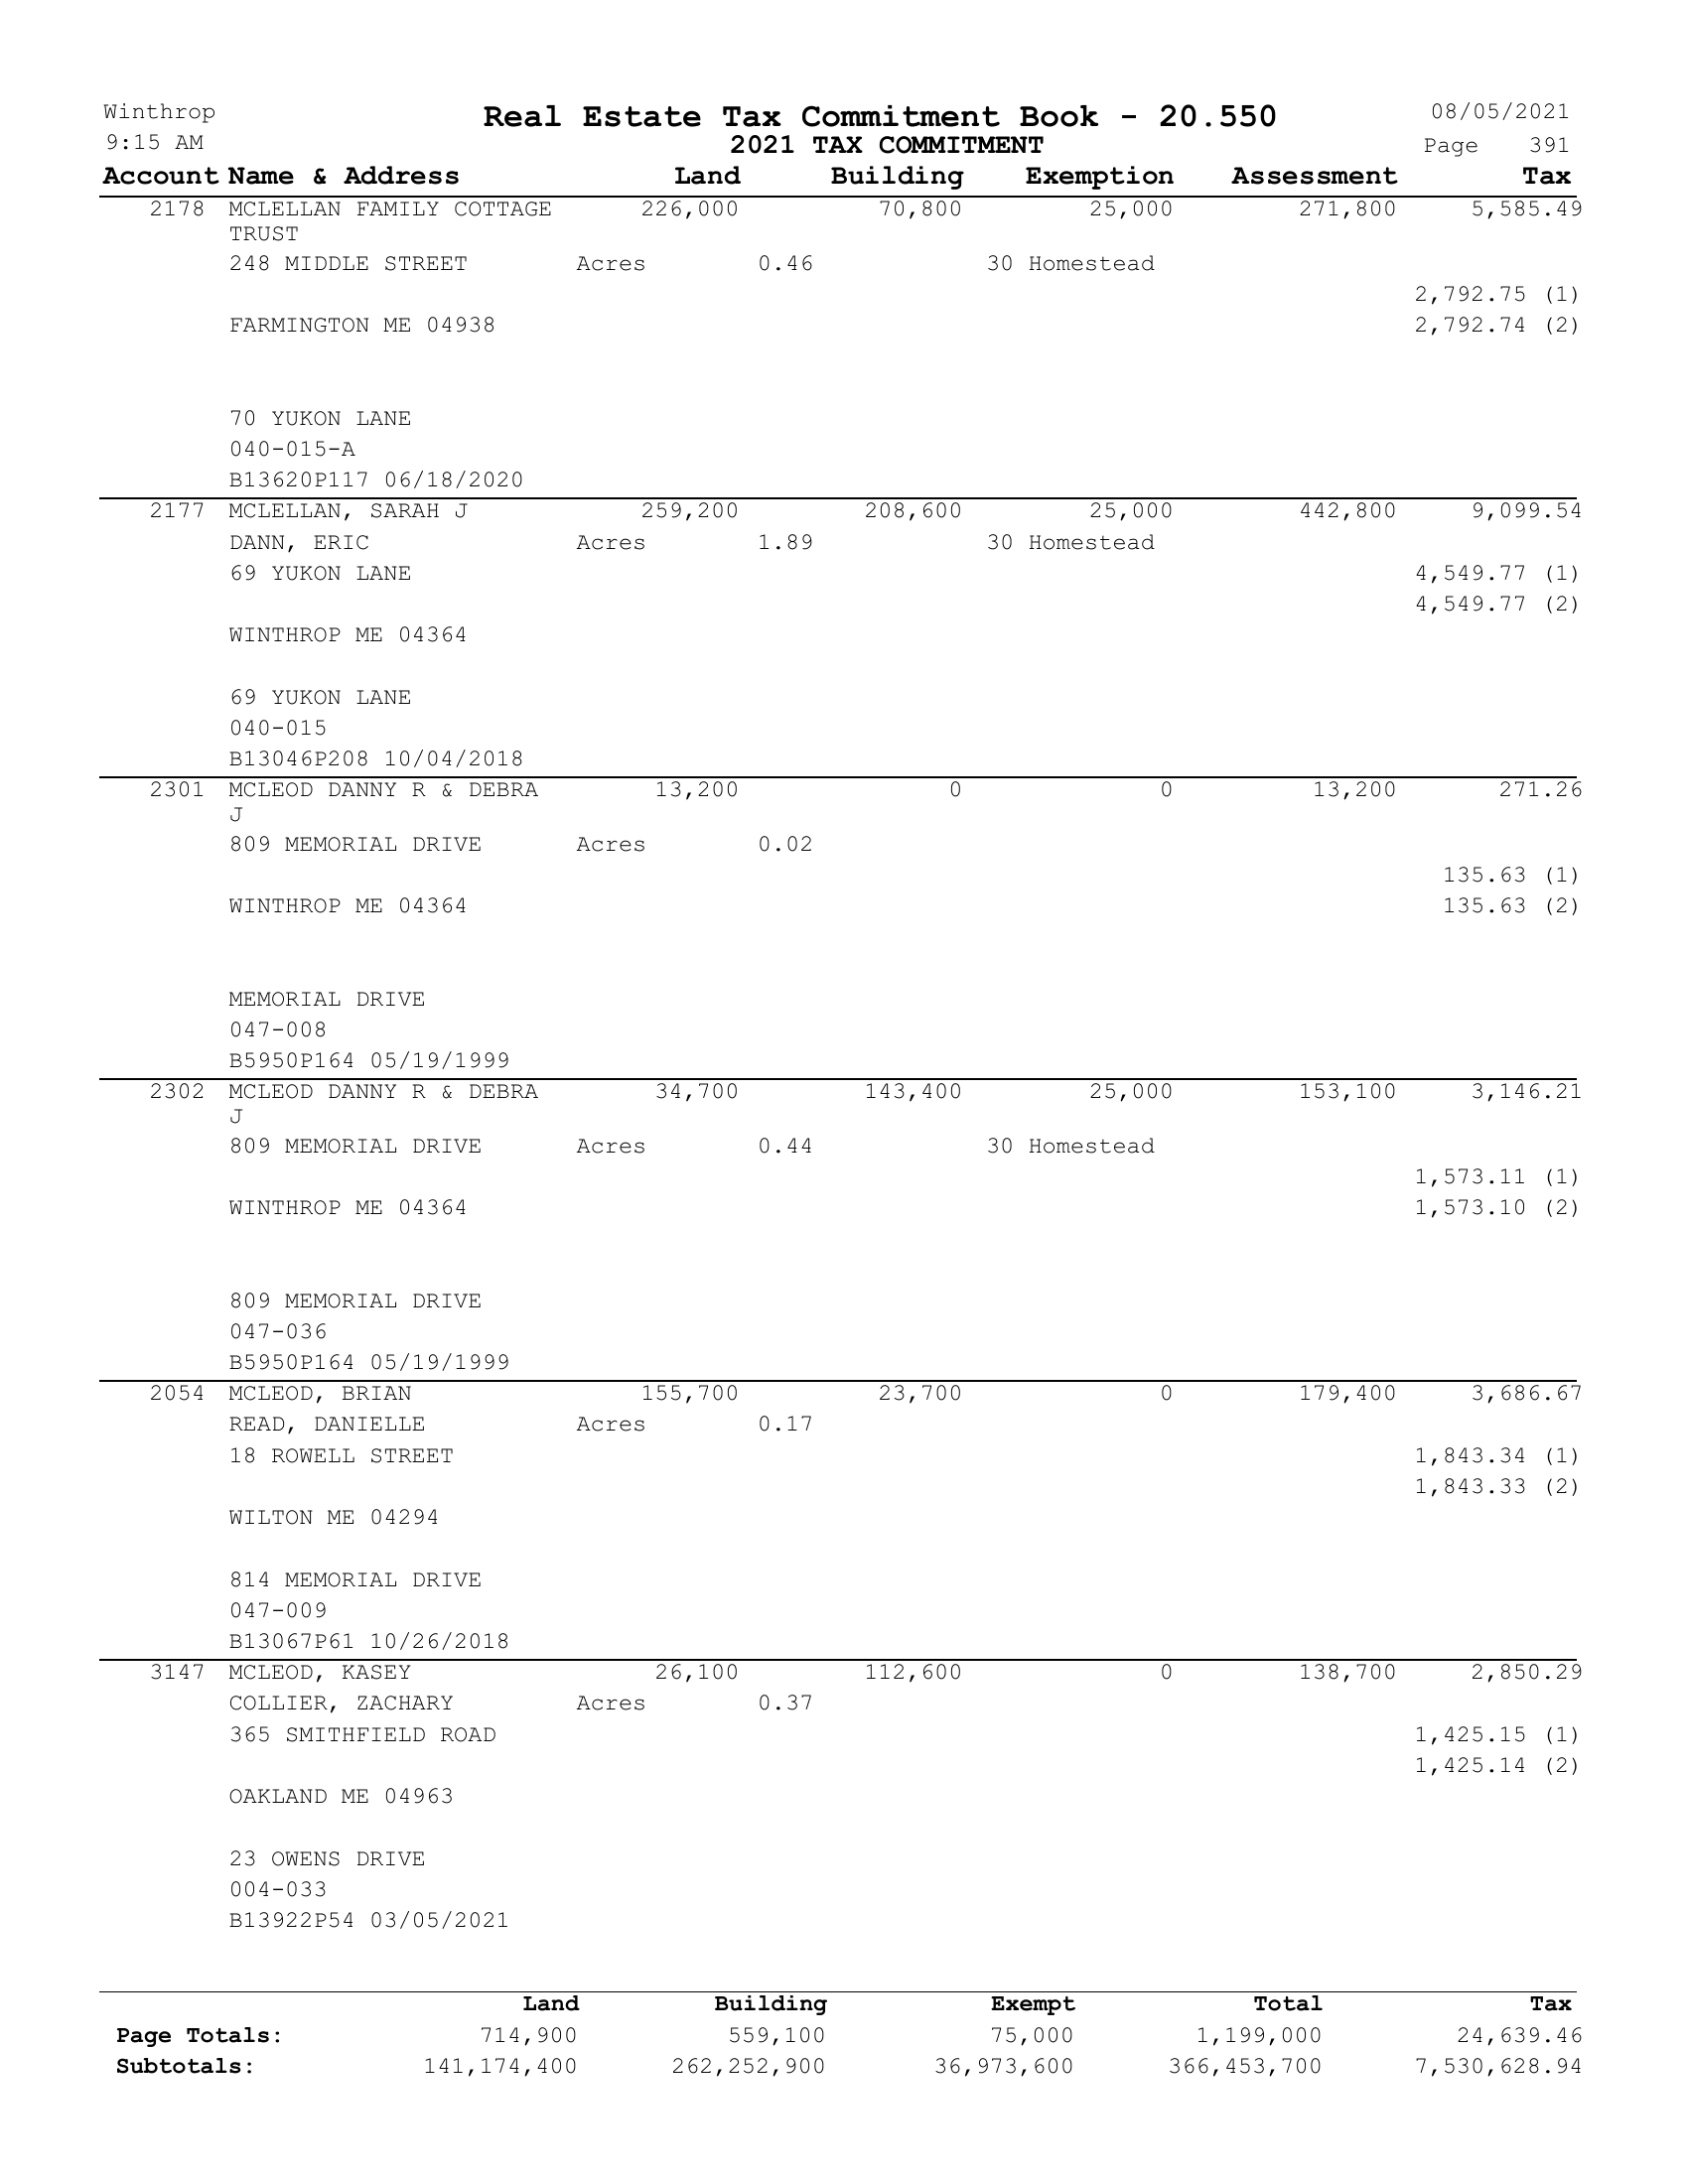 Winthrop Real Estate Tax Commitment Book - 20.550 08/05/2021
9:15 AM 2021 TAX COMMITMENT Page 391
Account Name & Address Land Building Exemption Assessment Tax
2178 MCLELLAN FAMILY COTTAGE 226,000 70,800 25,000 271,800 5,585.49
TRUST
248 MIDDLE STREET Acres 0.46 30 Homestead
2,792.75 (1)
FARMINGTON ME 04938 2,792.74 (2)
70 YUKON LANE
040-015-A
B13620P117 06/18/2020
2177 MCLELLAN, SARAH J 259,200 208,600 25,000 442,800 9,099.54
DANN, ERIC Acres 1.89 30 Homestead
69 YUKON LANE 4,549.77 (1)
4,549.77 (2)
WINTHROP ME 04364
69 YUKON LANE
040-015
B13046P208 10/04/2018
2301 MCLEOD DANNY R & DEBRA 13,200 0 0 13,200 271.26
J
809 MEMORIAL DRIVE Acres 0.02
135.63 (1)
WINTHROP ME 04364 135.63 (2)
MEMORIAL DRIVE
047-008
B5950P164 05/19/1999
2302 MCLEOD DANNY R & DEBRA 34,700 143,400 25,000 153,100 3,146.21
J
809 MEMORIAL DRIVE Acres 0.44 30 Homestead
1,573.11 (1)
WINTHROP ME 04364 1,573.10 (2)
809 MEMORIAL DRIVE
047-036
B5950P164 05/19/1999
2054 MCLEOD, BRIAN 155,700 23,700 0 179,400 3,686.67
READ, DANIELLE Acres 0.17
18 ROWELL STREET 1,843.34 (1)
1,843.33 (2)
WILTON ME 04294
814 MEMORIAL DRIVE
047-009
B13067P61 10/26/2018
3147 MCLEOD, KASEY 26,100 112,600 0 138,700 2,850.29
COLLIER, ZACHARY Acres 0.37
365 SMITHFIELD ROAD 1,425.15 (1)
1,425.14 (2)
OAKLAND ME 04963
23 OWENS DRIVE
004-033
B13922P54 03/05/2021
Land Building Exempt Total Tax
Page Totals: 714,900 559,100 75,000 1,199,000 24,639.46
Subtotals: 141,174,400 262,252,900 36,973,600 366,453,700 7,530,628.94